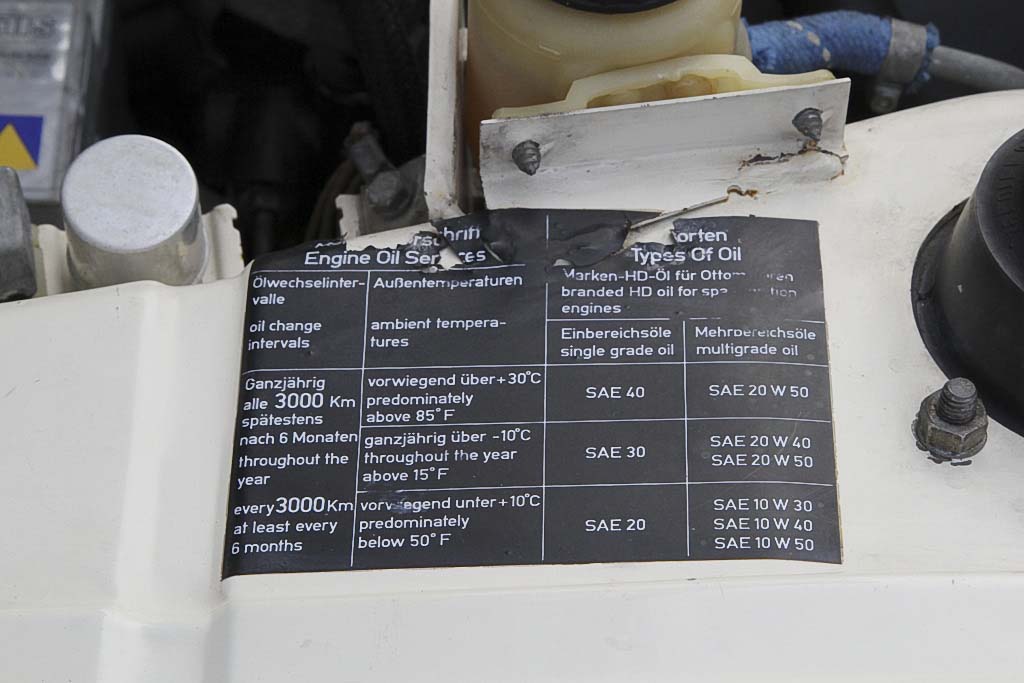 Engine Oil
Types Of Oil
Ölwechselinter-
valle
oil change
intervals
Außentemperaturen
ambient tempera-
tures
Marken-HD-Öl für
branded HD oil for
engines
Einbereichsöle
single grade oil
Mehrbereichsöle
multigrade oil
Ganzjährig
alle 3000 Km
spätestens
nach 6 Monaten
throughout the
year
every 3000 Km
at least every
6 months
vorwiegend über +30°C
predominately
above 85°F
SAE 40
SAE 20 W 50
ganzjährig über -10°C
throughout the year
above 15°F
SAE 30
SAE 20 W 40
SAE 20 W 50
vorwiegend unter +10°C
predominately
below 50°F
SAE 20
SAE 10 W 30
SAE 10 W 40
SAE 10 W 50